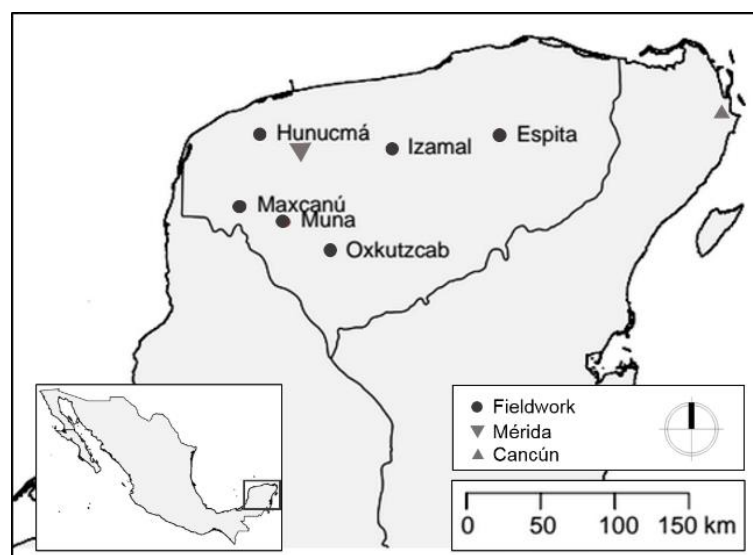 Hunucmá
Izamal
Espita
Maxcanú
Muna
Oxkutzcab
Fieldwork
Mérida
Cancún
0 50 100 150 km